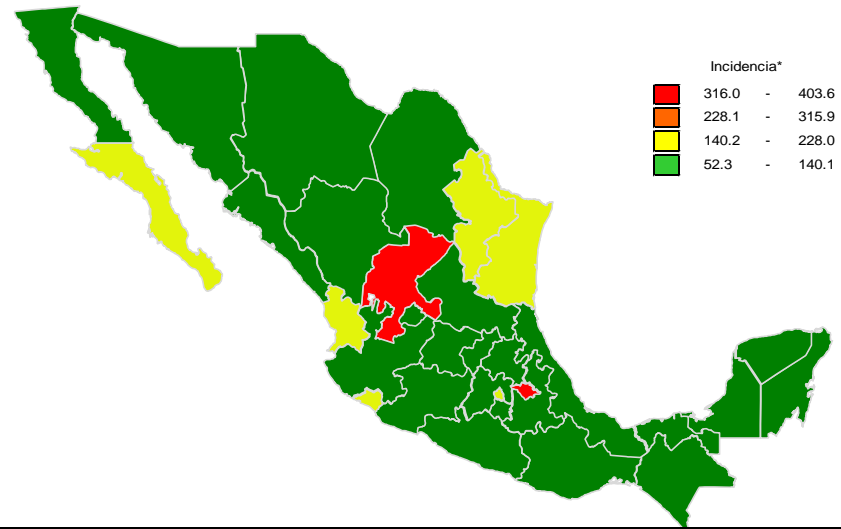 Incidencia*
316.0 - 403.6
228.1 - 315.9
140.2 - 228.0
52.3 - 140.1